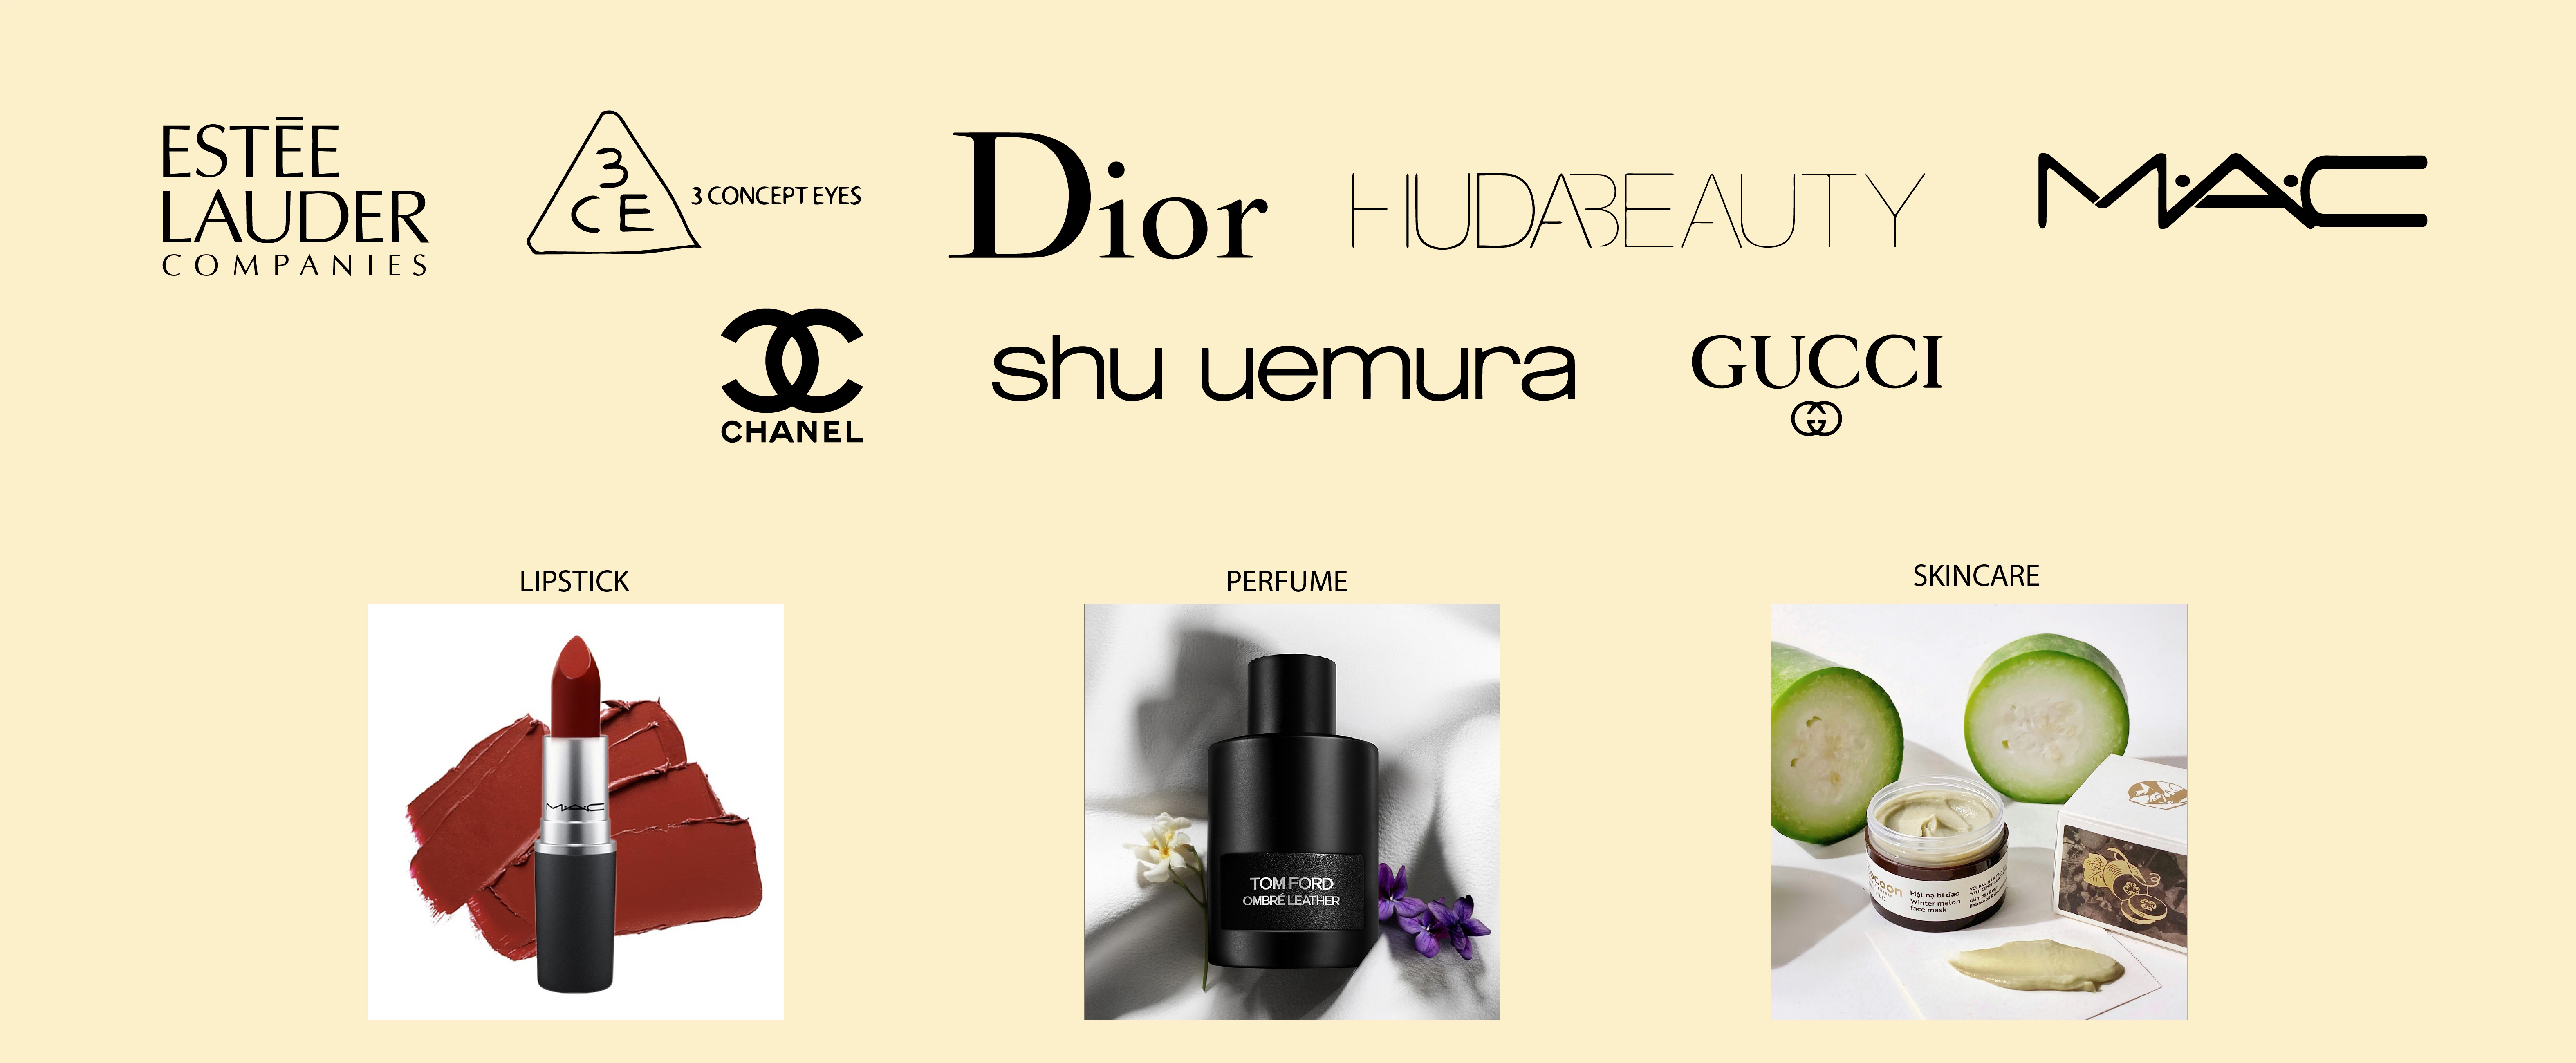 ESTĒE
LAUDER
COMPANIES
3
CE
3 CONCEPT EYES
Dior
HUDABEAUTY
M·A·C
CHANEL
shu uemura
GUCCI
LIPSTICK
PERFUME
SKINCARE
MAC
TOM FORD
OMBRÉ LEATHER
Mặt nạ bí đao
Winter melon
face mask